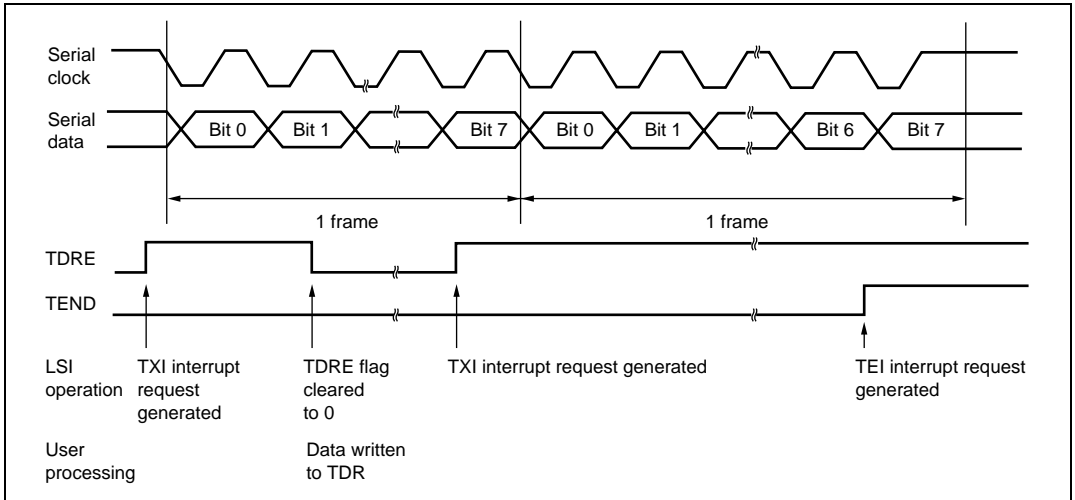 Serial
clock
Serial
data
Bit 0
Bit 1
Bit 7
Bit 0
Bit 1
Bit 6
Bit 7
1 frame
1 frame
TDRE
TEND
LSI
operation
TXI interrupt
request
generated
TDRE flag
cleared
to 0
TXI interrupt request generated
TEI interrupt request
generated
User
processing
Data written
to TDR